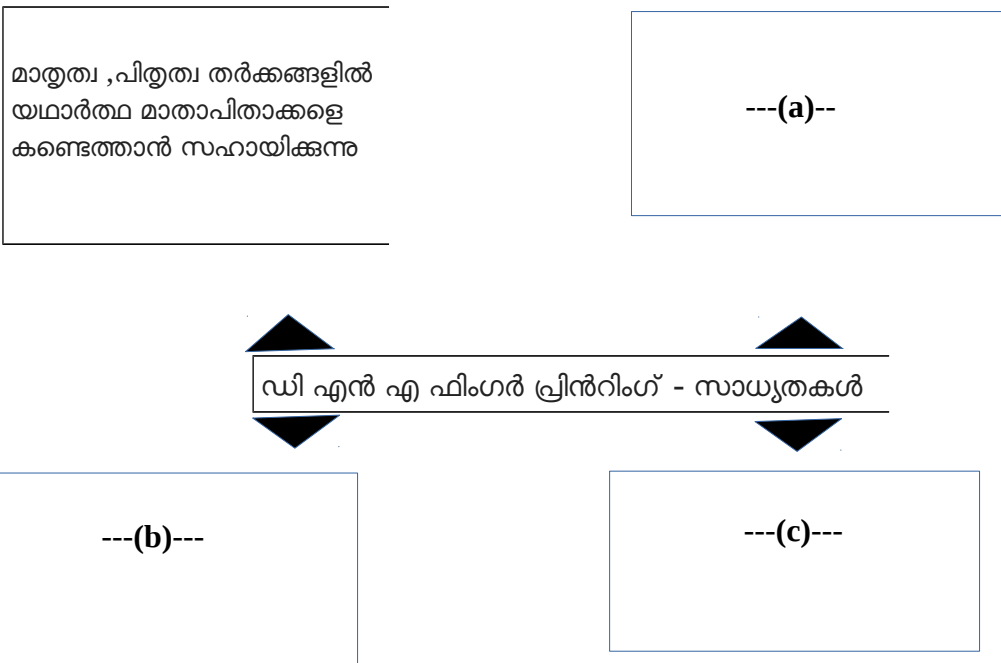 മാതൃത്വ ,പിതൃത്വ തർക്കങ്ങളിൽ
യഥാർത്ഥ മാതാപിതാക്കളെ
കണ്ടെത്താൻ സഹായിക്കുന്നു
---(a)--
ഡി എൻ എ ഫിംഗർ പ്രിൻറിംഗ് - സാധ്യതകൾ
---(b)---
---(c)---